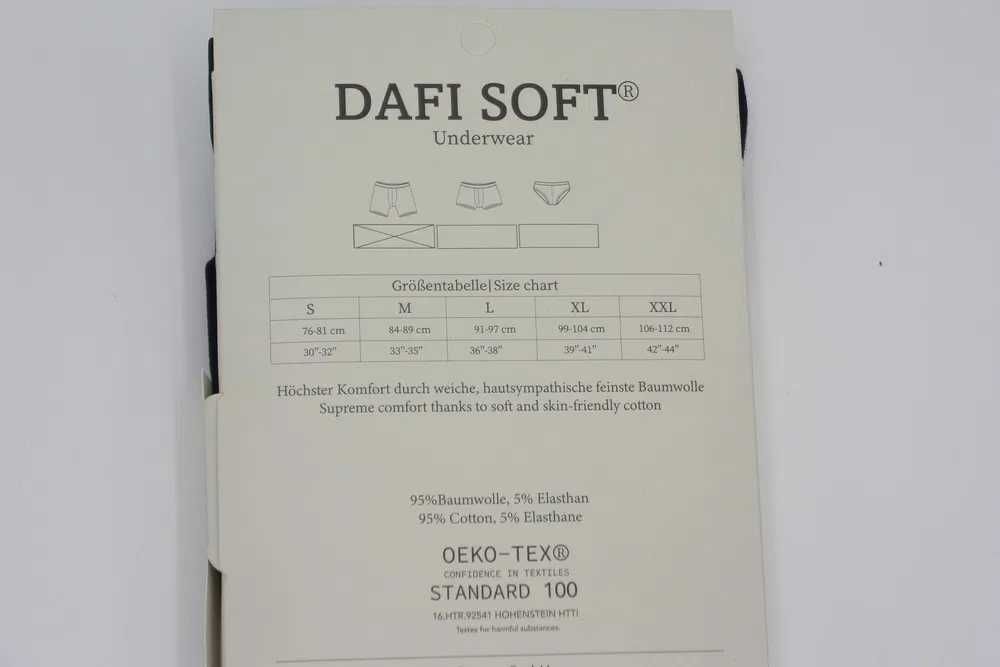 DAFI SOFT®
Underwear
Größentabelle|Size chart
S M L XL XXL
76-81 cm 84-89 cm 91-97 cm 99-104 cm 106-112 cm
30"-32" 33"-35" 36"-38" 39"-41" 42"-44"
Höchster Komfort durch weiche, hautsympathische feinste Baumwolle
Supreme comfort thanks to soft and skin-friendly cotton
95%Baumwolle, 5% Elasthan
95% Cotton, 5% Elasthane
OEKO-TEX®
CONFIDENCE IN TEXTILES
STANDARD 100
16.HTR.92541 HOHENSTEIN HTTI
Testex for harmful substances.